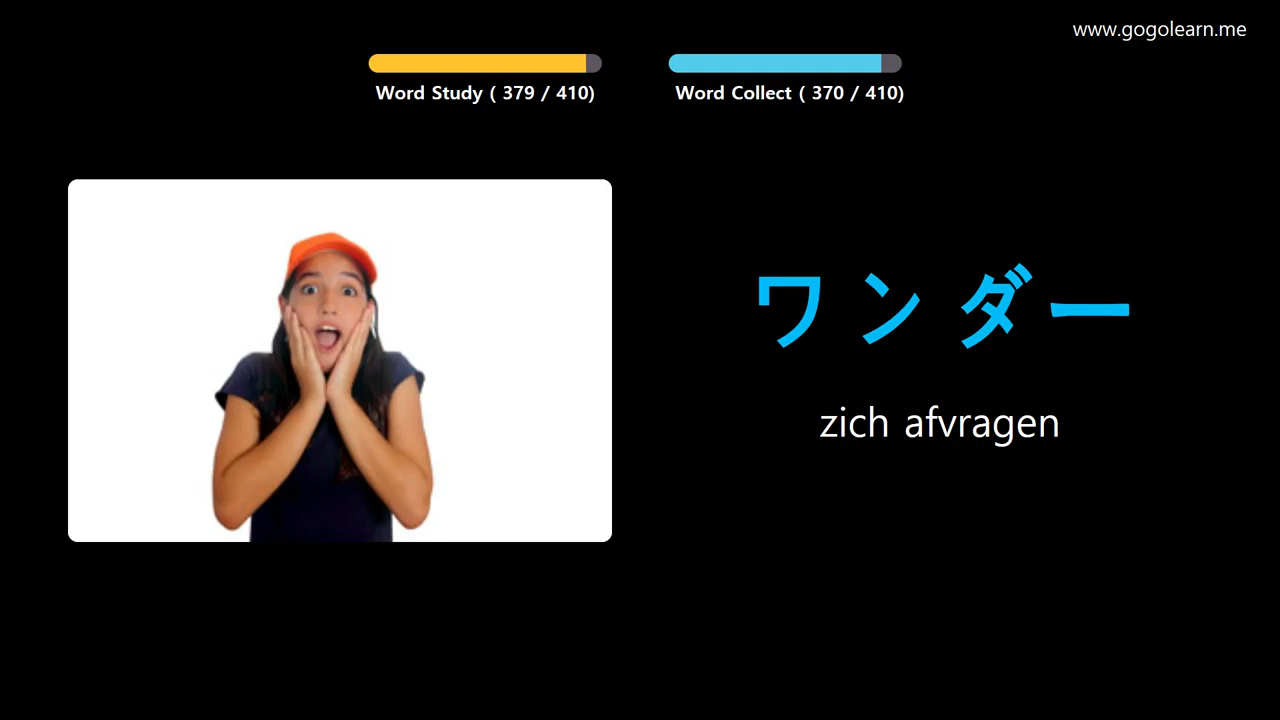 www.gogolearn.me
Word Study ( 379 / 410)
Word Collect ( 370 / 410)
ワンダー
zich afvragen